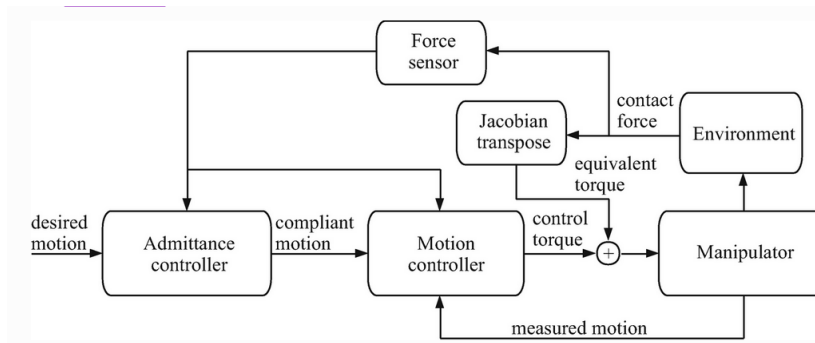 Force
sensor
contact
force
Jacobian
transpose
Environment
equivalent
torque
desired
motion
Admittance
controller
compliant
motion
Motion
controller
control
torque
+
Manipulator
measured motion